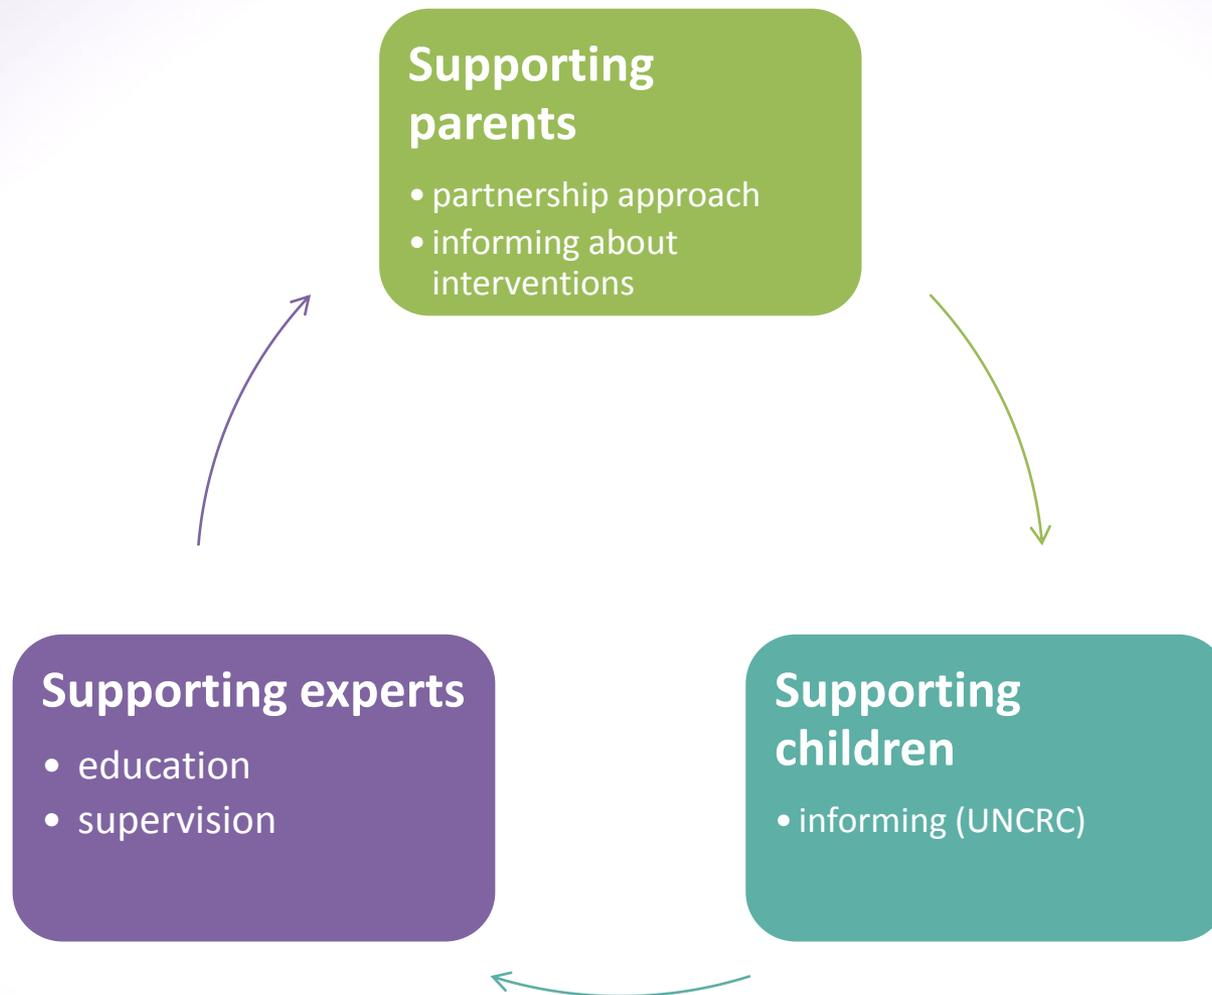 Supporting
parents
• partnership approach
• informing about
interventions
Supporting experts
• education
• supervision
Supporting
children
• informing (UNCRC)